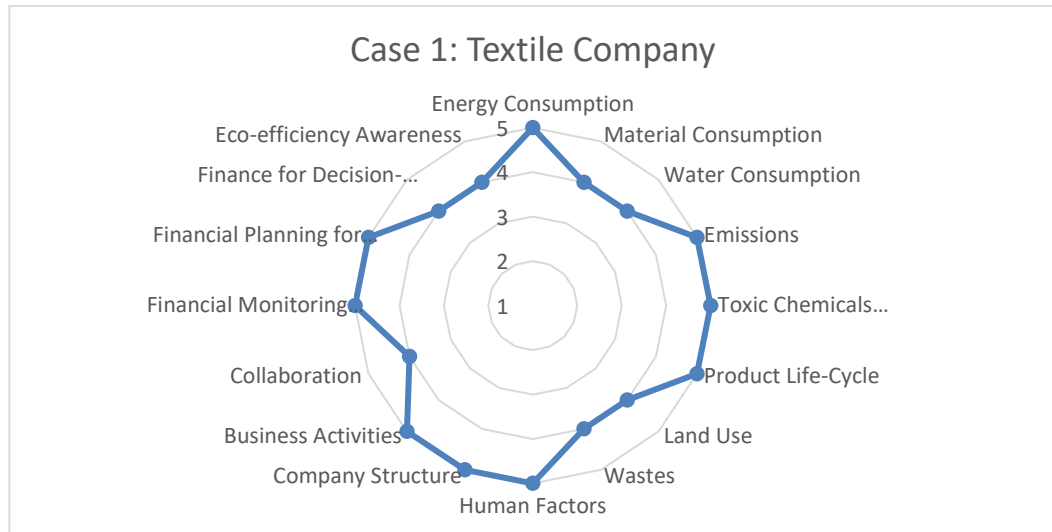 Case 1: Textile Company
Energy Consumption
Material Consumption
Water Consumption
Emissions
Toxic Chemicals...
Product Life-Cycle
Land Use
Wastes
Human Factors
Company Structure
Business Activities
Collaboration
Financial Monitoring...
Financial Planning for...
Finance for Decision-...
Eco-efficiency Awareness
5
4
3
2
1